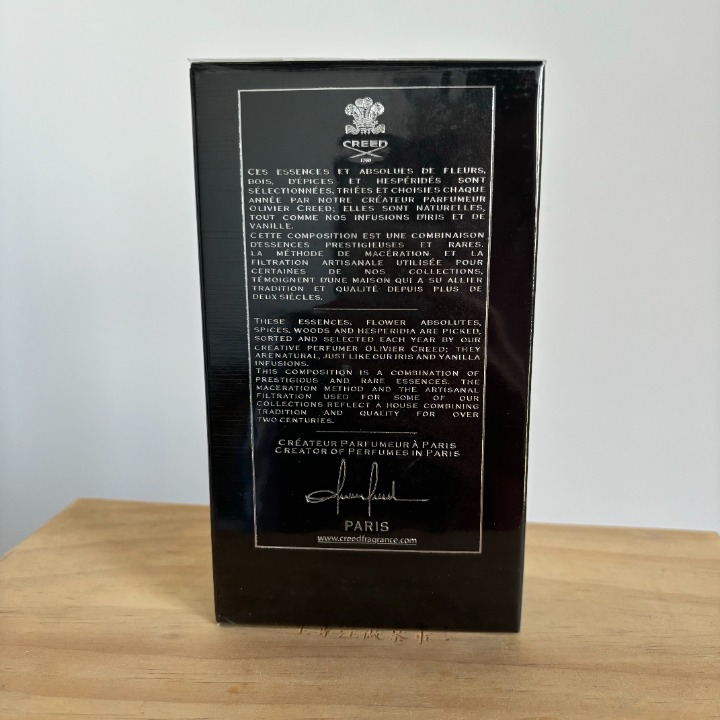 CREED
1760
CES ESSENCES ET ABSOLUES DE FLEURS,
BOIS, D'ÉPICES ET HESPÉRIDÉS SONT
SÉLECTIONNÉES, TRIÉES ET CHOISIES CHAQUE
ANNÉE PAR NOTRE CRÉATEUR PARFUMEUR
OLIVIER CREED; ELLES SONT NATURELLES,
TOUT COMME NOS INFUSIONS D'IRIS ET DE
VANILLE.
CETTE COMPOSITION EST UNE COMBINAISON
D'ESSENCES PRESTIGIEUSES ET RARES.
LA MÉTHODE DE MACÉRATION ET LA
FILTRATION ARTISANALE UTILISÉE POUR
CERTAINES DE NOS COLLECTIONS,
TÉMOIGNENT D'UNE MAISON QUI A SU ALLIER
TRADITION ET QUALITÉ DEPUIS PLUS DE
DEUX SIÈCLES.
THESE ESSENCES, FLOWER ABSOLUTES,
SPICES, WOODS AND HESPERIDIA ARE PICKED,
SORTED AND SELECTED EACH YEAR BY OUR
CREATIVE PERFUMER OLIVIER CREED; THEY
ARE NATURAL, JUST LIKE OUR IRIS AND VANILLA
INFUSIONS.
THIS COMPOSITION IS A COMBINATION OF
PRESTIGIOUS AND RARE ESSENCES. THE
MACERATION METHOD AND THE ARTISANAL
FILTRATION USED FOR SOME OF OUR
COLLECTIONS REFLECT A HOUSE COMBINING
TRADITION AND QUALITY FOR OVER
TWO CENTURIES.
CRÉATEUR PARFUMEUR À PARIS
CREATOR OF PERFUMES IN PARIS
PARIS
www.creedfragrance.com